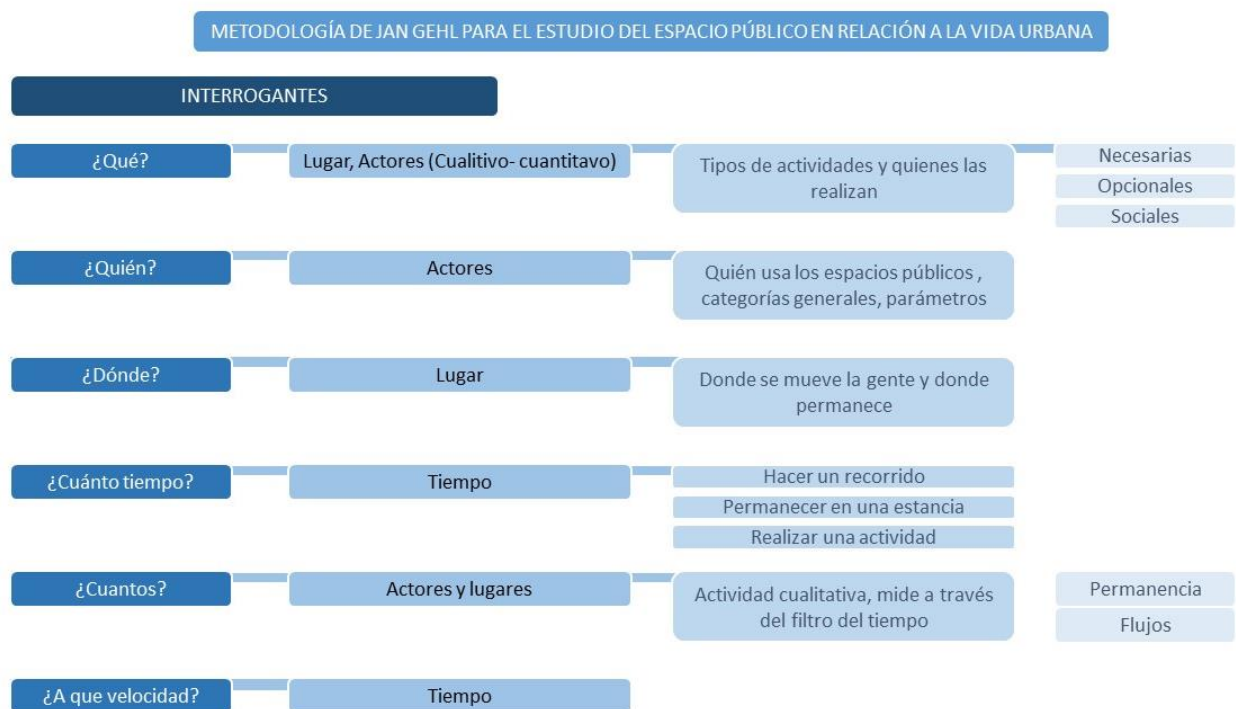 METODOLOGÍA DE JAN GEHL PARA EL ESTUDIO DEL ESPACIO PÚBLICO EN RELACIÓN A LA VIDA URBANA
INTERROGANTES
¿Qué?
Lugar, Actores (Cualitivo- cuantitavo)
Tipos de actividades y quienes las
realizan
Necesarias
Opcionales
Sociales
¿Quién?
Actores
Quién usa los espacios públicos ,
categorías generales, parámetros
¿Dónde?
Lugar
Donde se mueve la gente y donde
permanece
¿Cuánto tiempo?
Tiempo
Hacer un recorrido
Permanecer en una estancia
Realizar una actividad
¿Cuantos?
Actores y lugares
Actividad cualitativa, mide a través
del filtro del tiempo
Permanencia
Flujos
¿A que velocidad?
Tiempo